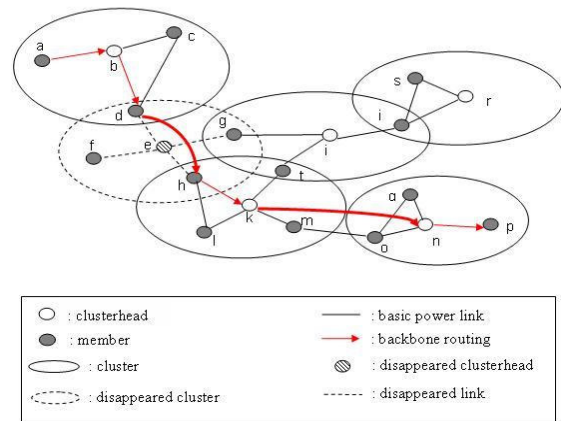 a
b
c
d
s
r
i
g
i
f
e
t
h
k
l
m
q
o
n
p
: clusterhead
: member
: cluster
: disappeared cluster
: basic power link
: backbone routing
: disappeared clusterhead
: disappeared link